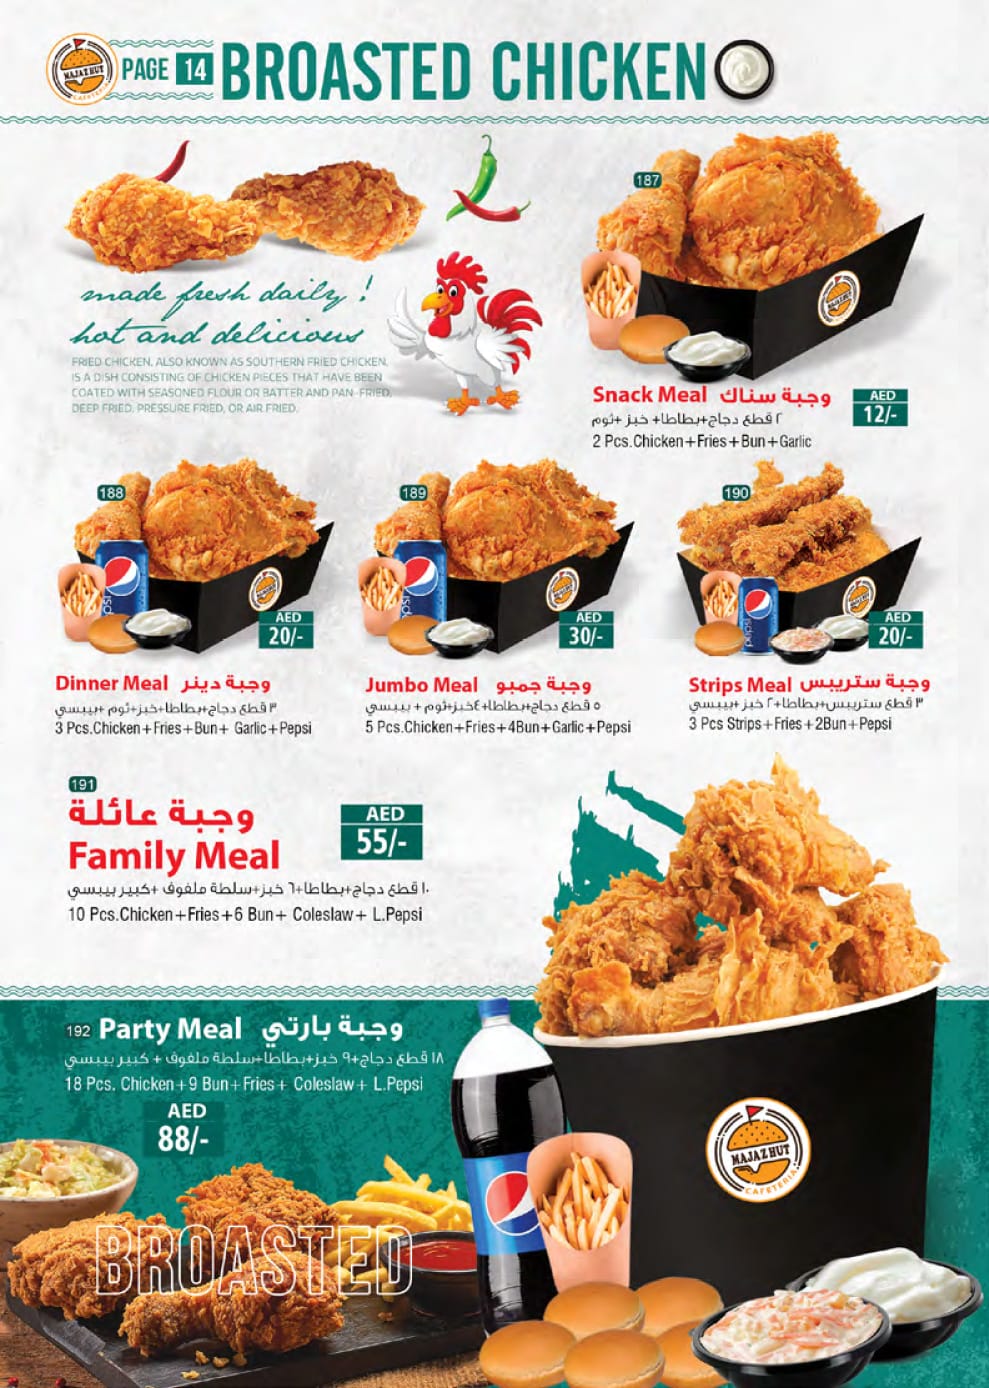 MAJAZ HUT
CAFETERIA
PAGE 14
BROASTED CHICKEN
made fresh daily !
hot and delicious
FRIED CHICKEN, ALSO KNOWN AS SOUTHERN FRIED CHICKEN,
IS A DISH CONSISTING OF CHICKEN PIECES THAT HAVE BEEN
COATED WITH SEASONED FLOUR OR BATTER AND PAN-FRIED,
DEEP FRIED, PRESSURE FRIED, OR AIR FRIED.
187
Snack Meal وجبة سناك
AED
12/-
٢ قطع دجاج+بطاطا+ خبز +ثوم
2 Pcs.Chicken+Fries+Bun+Garlic
188
pepsi
AED
20/-
Dinner Meal وجبة دينر
٣ قطع دجاج+بطاطا+خبز+ثوم +بيبسي
3 Pcs.Chicken+Fries+Bun+ Garlic+Pepsi
189
pepsi
AED
30/-
Jumbo Meal وجبة جمبو
٥ قطع دجاج+بطاطا+٤خبز+ثوم + بيبسي
5 Pcs.Chicken+Fries+4Bun+Garlic+Pepsi
190
pepsi
AED
20/-
Strips Meal وجبة ستريبس
٣ قطع ستريبس+بطاطا+٢ خبز +بيبسي
3 Pcs Strips+Fries+2Bun+Pepsi
191
وجبة عائلة
Family Meal
AED
55/-
١٠ قطع دجاج+بطاطا+٦ خبز+سلطة ملفوف +كبير بيبسي
10 Pcs.Chicken+Fries+6 Bun+ Coleslaw+ L.Pepsi
192 Party Meal وجبة بارتي
١٨ قطع دجاج+٩ خبز+بطاطا+سلطة ملفوف + كبير بيبسي
18 Pcs. Chicken+9 Bun+Fries+ Coleslaw+ L.Pepsi
AED
88/-
MAJAZ HUT
CAFETERIA
BROASTED